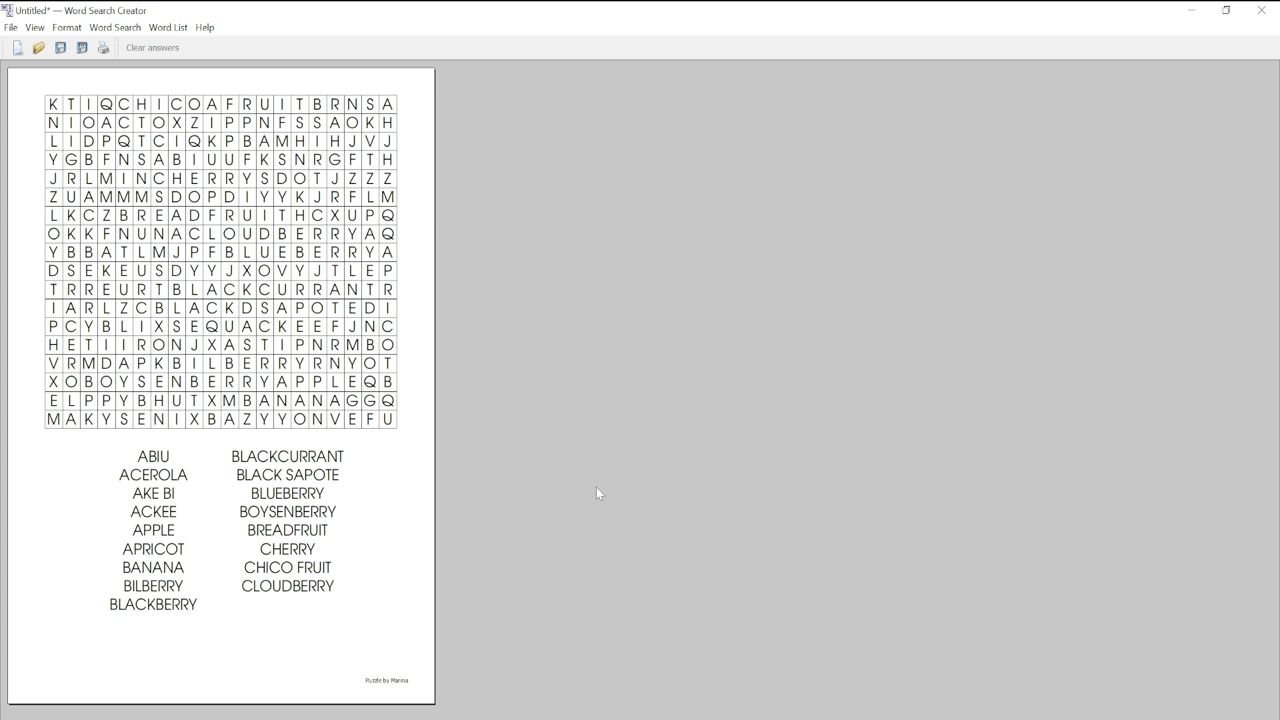 Untitled* — Word Search Creator
File View Format Word Search Word List Help
Clear answers
K T I Q C H I C O A F R U I T B R N S A
N I O A C T O X Z I P P N F S S A O K H
L I D P Q T C I Q K P B A M H I H J V J
Y G B F N S A B I U U F K S N R G F T H
J R L M I N C H E R R Y S D O T J Z Z Z
Z U A M M M S D O P D I Y Y K J R F L M
L K C Z B R E A D F R U I T H C X U P Q
O K K F N U N A C L O U D B E R R Y A Q
Y B B A T L M J P F B L U E B E R R Y A
D S E K E U S D Y Y J X O V Y J T L E P
T R R E U R T B L A C K C U R R A N T R
I A R L Z C B L A C K D S A P O T E D I
P C Y B L I X S E Q U A C K E E F J N C
H E T I I R O N J X A S T I P N R M B O
V R M D A P K B I L B E R R Y R N Y O T
X O B O Y S E N B E R R Y A P P L E Q B
E L P P Y B H U T X M B A N A N A G G Q
M A K Y S E N I X B A Z Y Y O N V E F U
ABIU BLACKCURRANT
ACEROLA BLACK SAPOTE
AKE BI BLUEBERRY
ACKEE BOYSENBERRY
APPLE BREADFRUIT
APRICOT CHERRY
BANANA CHICO FRUIT
BILBERRY CLOUDBERRY
BLACKBERRY
Puzzle by Marina